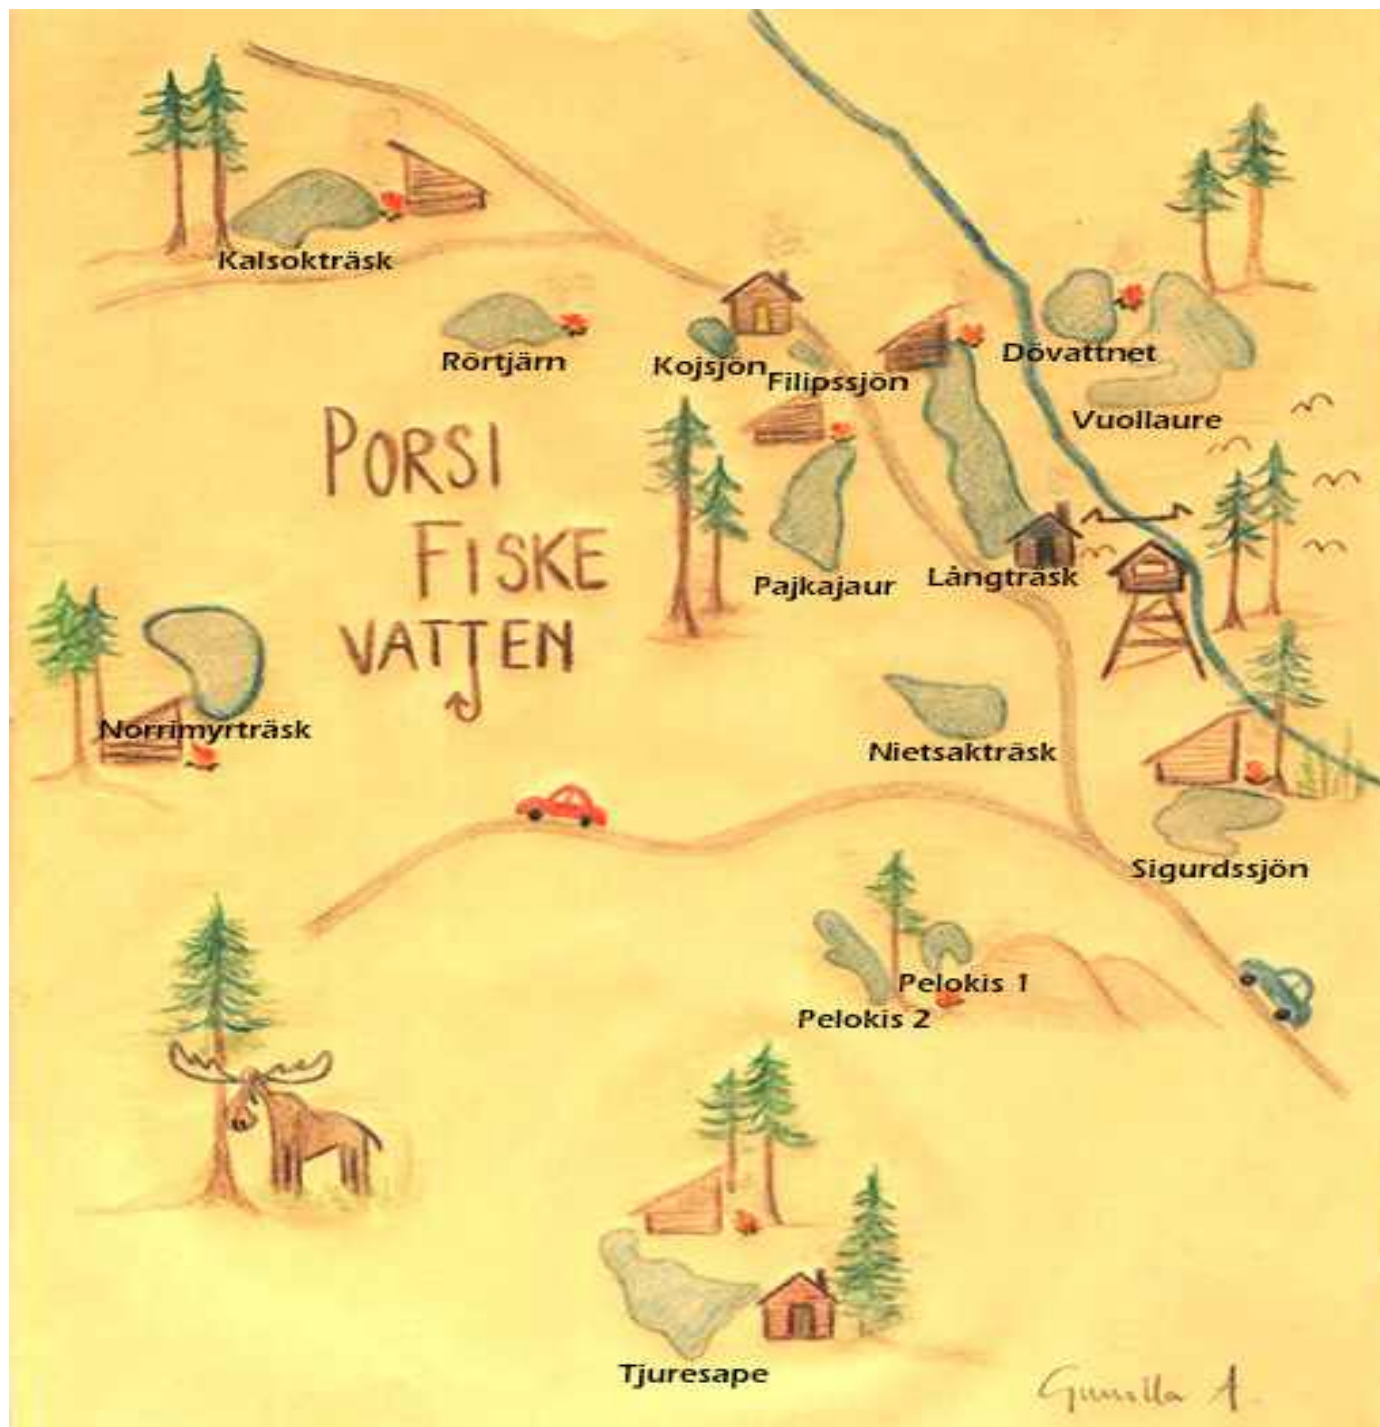 Kalsokträsk
Rörtjärn
Kojsjön
Filipssjön
Dövattnet
Vuollaure
PORSI
FISKE
VATTEN
Pajkajaur
Långträsk
Norrimyrträsk
Nietsakträsk
Sigurdssjön
Pelokis 1
Pelokis 2
Tjuresape
Gunilla A.